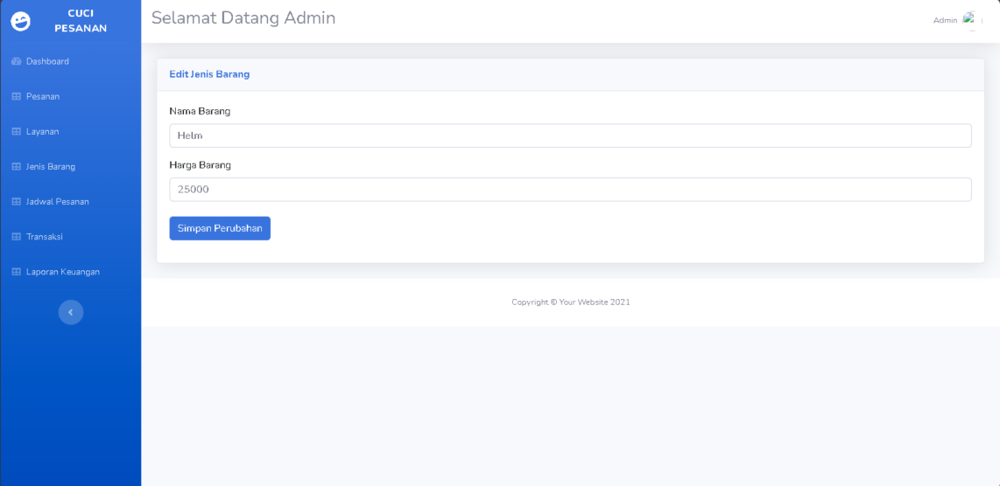 CUCI
PESANAN
Selamat Datang Admin
Admin
Dashboard
Pesanan
Layanan
Jenis Barang
Jadwal Pesanan
Transaksi
Laporan Keuangan
Edit Jenis Barang
Nama Barang
Helm
Harga Barang
25000
Simpan Perubahan
Copyright © Your Website 2021